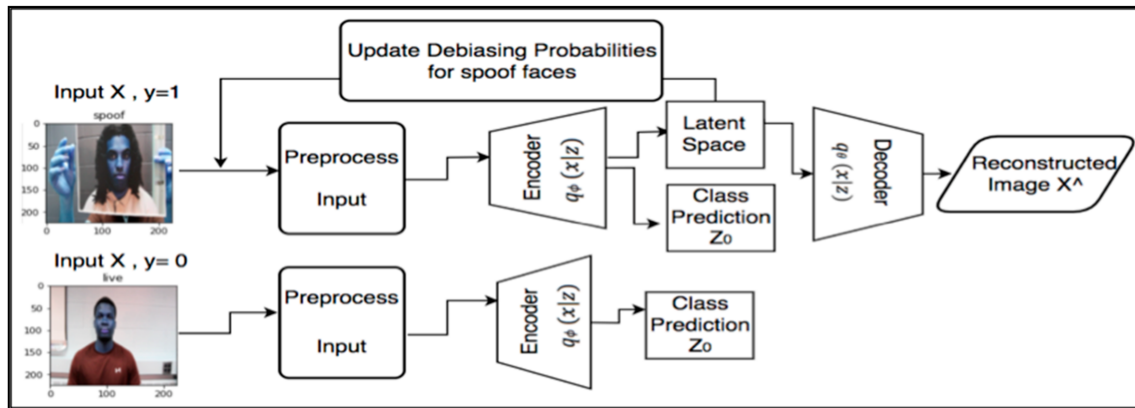 Update Debiasing Probabilities
for spoof faces
Input X , y=1
spoof
0
50
100
150
200
0 100 200
Preprocess
Input
Encoder
qϕ (x|z)
Latent
Space
Class
Prediction
Z0
Decoder
qθ (x|z)
Reconstructed
Image X^
Input X , y= 0
live
0
50
100
150
200
0 100 200
Preprocess
Input
Encoder
qϕ (x|z)
Class
Prediction
Z0